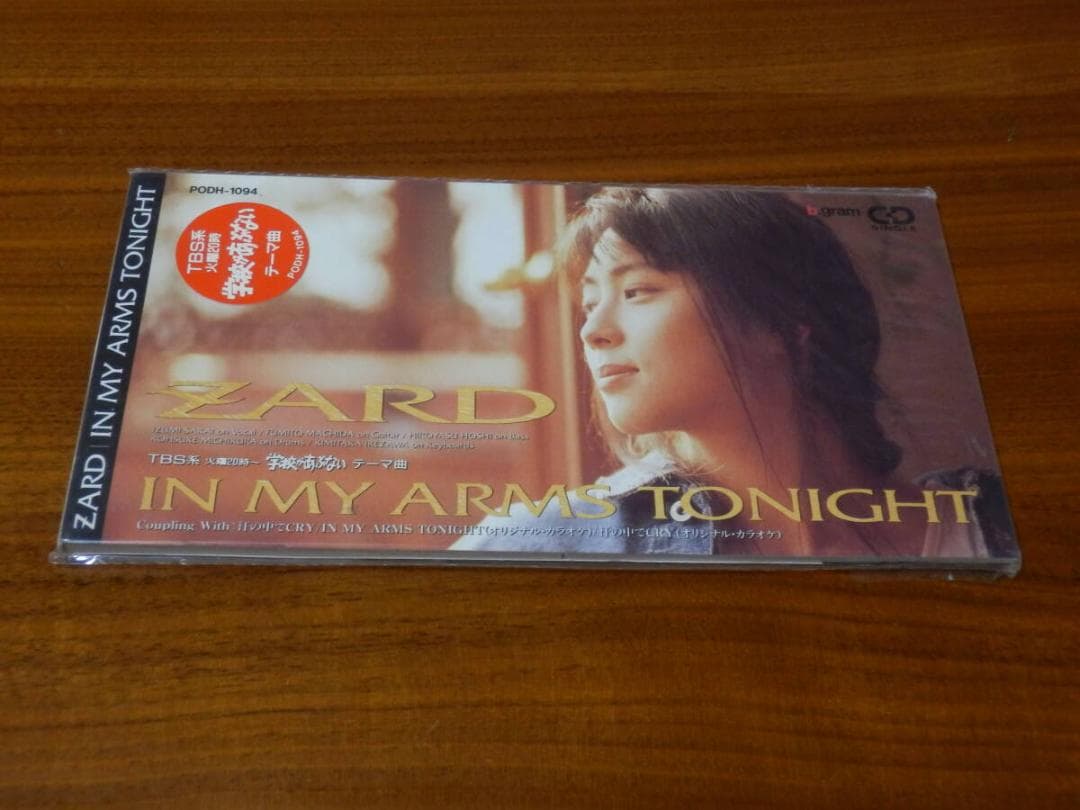 ZARD IN MY ARMS TONIGHT
PODH-1094
TBS系
火曜20時
学校があぶない
テーマ曲
PODH-1094
b-gram
CD
SINGLE
ZARD
IZUMI SAKAI on Vocal / FUMITO MACHIDA on Guitar / HIROYASU HOSHI on Bass
KOHSUKE MICHIKURA on Drums / KIMITAKA IKEZAWA on Keyboards
TBS系 火曜20時〜 学校があぶない テーマ曲
IN MY ARMS TONIGHT
Coupling With:汗の中でCRY/IN MY ARMS TONIGHT(オリジナル・カラオケ)/汗の中でCRY(オリジナル・カラオケ)